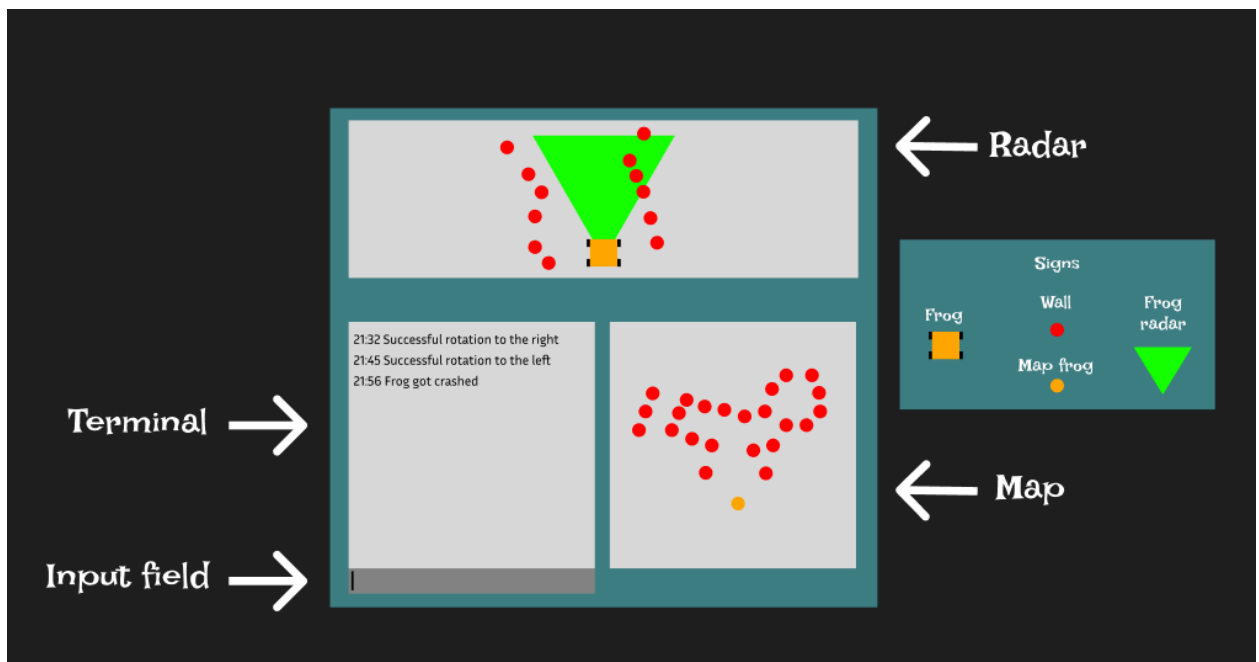 Radar
Signs
Wall
Frog
Frog
radar
Map frog
21:32 Successful rotation to the right
21:45 Successful rotation to the left
21:56 Frog got crashed
Terminal
Map
Input field